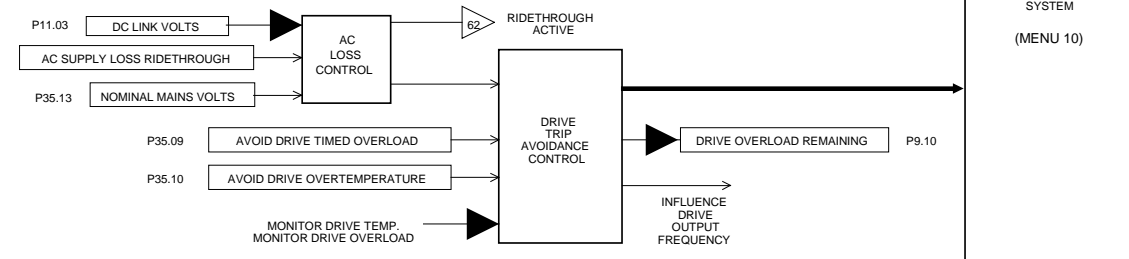 SYSTEM
(MENU 10)
P11.03
DC LINK VOLTS
62
RIDETHROUGH
ACTIVE
AC
LOSS
CONTROL
AC SUPPLY LOSS RIDETHROUGH
P35.13
NOMINAL MAINS VOLTS
P35.09
AVOID DRIVE TIMED OVERLOAD
DRIVE
TRIP
AVOIDANCE
CONTROL
DRIVE OVERLOAD REMAINING
P9.10
P35.10
AVOID DRIVE OVERTEMPERATURE
INFLUENCE
DRIVE
OUTPUT
FREQUENCY
MONITOR DRIVE TEMP.
MONITOR DRIVE OVERLOAD